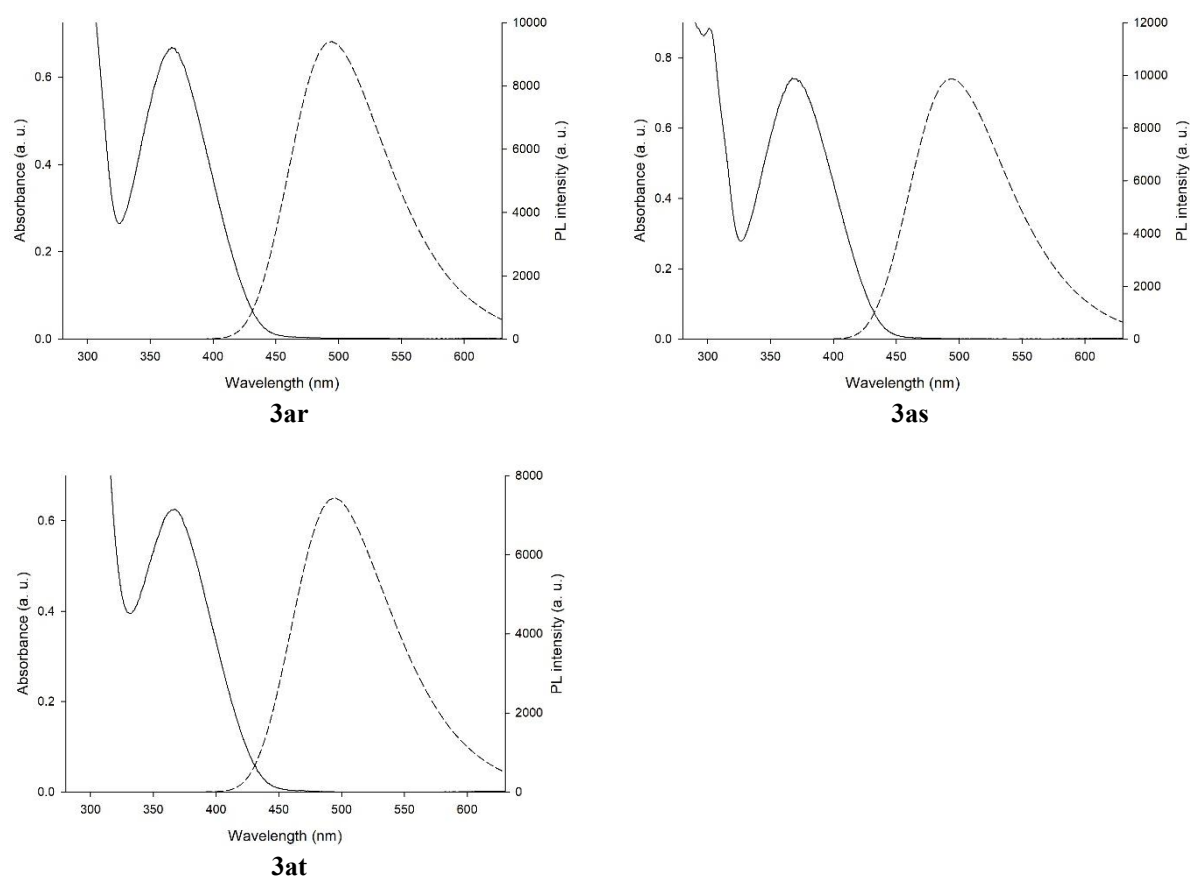 10000
8000
6000
4000
2000
0
0.6
0.4
0.2
0.0
Absorbance (a. u.)
PL intensity (a. u.)
300 350 400 450 500 550 600
Wavelength (nm)
3ar
12000
10000
8000
6000
4000
2000
0
0.8
0.6
0.4
0.2
0.0
Absorbance (a. u.)
PL intensity (a. u.)
300 350 400 450 500 550 600
Wavelength (nm)
3as
8000
6000
4000
2000
0
0.6
0.4
0.2
0.0
Absorbance (a. u.)
PL intensity (a. u.)
300 350 400 450 500 550 600
Wavelength (nm)
3at